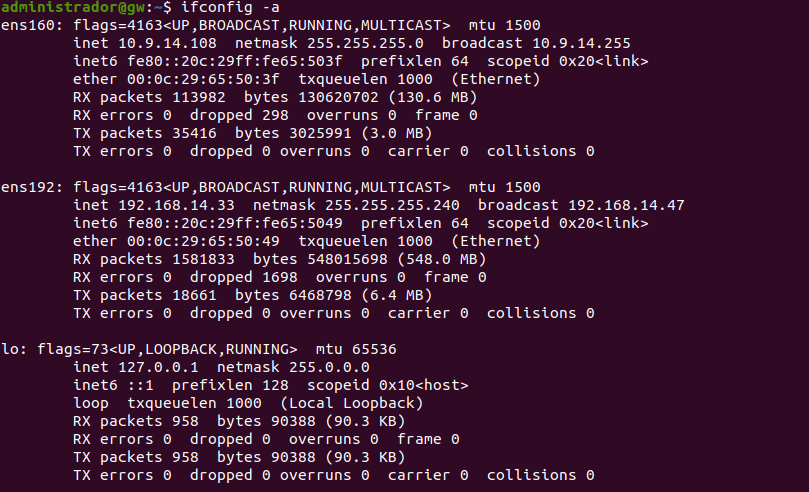 administrador@gw:~$ ifconfig -a
ens160: flags=4163<UP,BROADCAST,RUNNING,MULTICAST>  mtu 1500
        inet 10.9.14.108  netmask 255.255.255.0  broadcast 10.9.14.255
        inet6 fe80::20c:29ff:fe65:503f  prefixlen 64  scopeid 0x20<link>
        ether 00:0c:29:65:50:3f  txqueuelen 1000  (Ethernet)
        RX packets 113982  bytes 130620702 (130.6 MB)
        RX errors 0  dropped 298  overruns 0  frame 0
        TX packets 35416  bytes 3025991 (3.0 MB)
        TX errors 0  dropped 0 overruns 0  carrier 0  collisions 0

ens192: flags=4163<UP,BROADCAST,RUNNING,MULTICAST>  mtu 1500
        inet 192.168.14.33  netmask 255.255.255.240  broadcast 192.168.14.47
        inet6 fe80::20c:29ff:fe65:5049  prefixlen 64  scopeid 0x20<link>
        ether 00:0c:29:65:50:49  txqueuelen 1000  (Ethernet)
        RX packets 1581833  bytes 548015698 (548.0 MB)
        RX errors 0  dropped 1698  overruns 0  frame 0
        TX packets 18661  bytes 6468798 (6.4 MB)
        TX errors 0  dropped 0 overruns 0  carrier 0  collisions 0

lo: flags=73<UP,LOOPBACK,RUNNING>  mtu 65536
        inet 127.0.0.1  netmask 255.0.0.0
        inet6 ::1  prefixlen 128  scopeid 0x10<host>
        loop  txqueuelen 1000  (Local Loopback)
        RX packets 958  bytes 90388 (90.3 KB)
        RX errors 0  dropped 0  overruns 0  frame 0
        TX packets 958  bytes 90388 (90.3 KB)
        TX errors 0  dropped 0 overruns 0  carrier 0  collisions 0